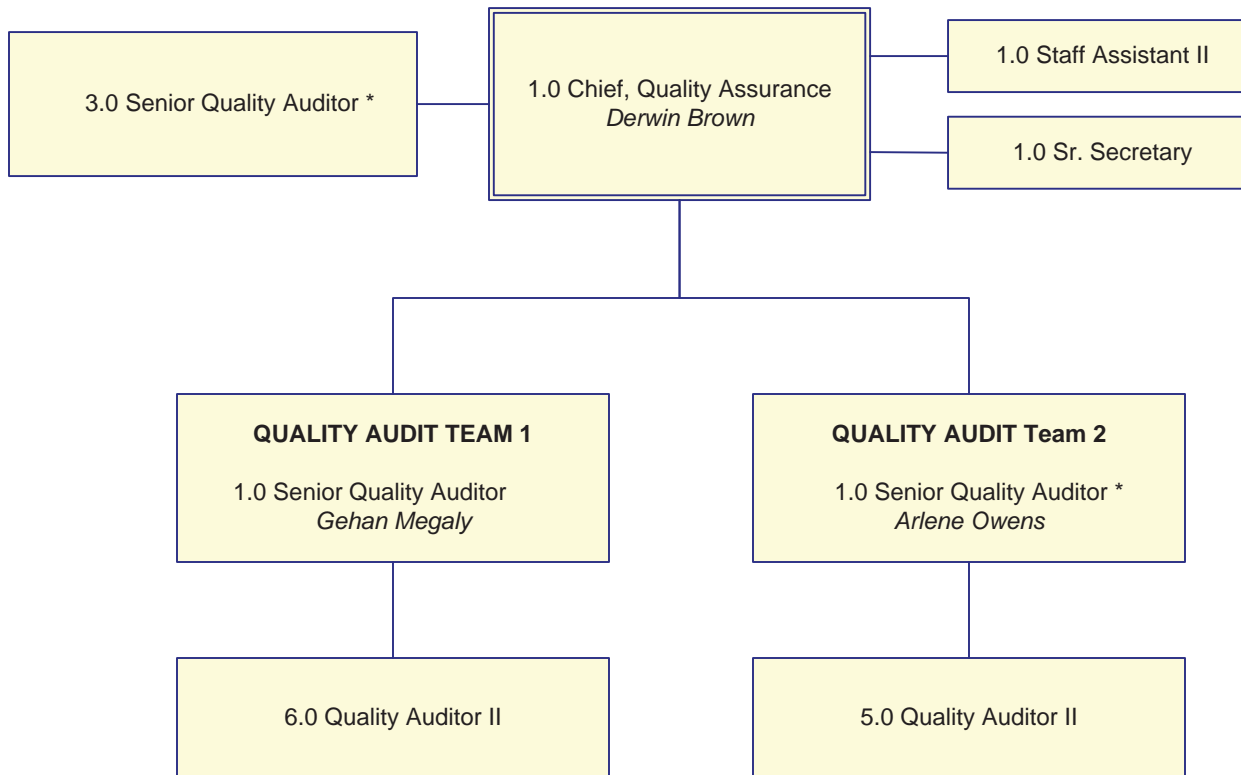 3.0 Senior Quality Auditor *
1.0 Chief, Quality Assurance
Derwin Brown
1.0 Staff Assistant II
1.0 Sr. Secretary
QUALITY AUDIT TEAM 1
1.0 Senior Quality Auditor
Gehan Megaly
QUALITY AUDIT Team 2
1.0 Senior Quality Auditor *
Arlene Owens
6.0 Quality Auditor II
5.0 Quality Auditor II